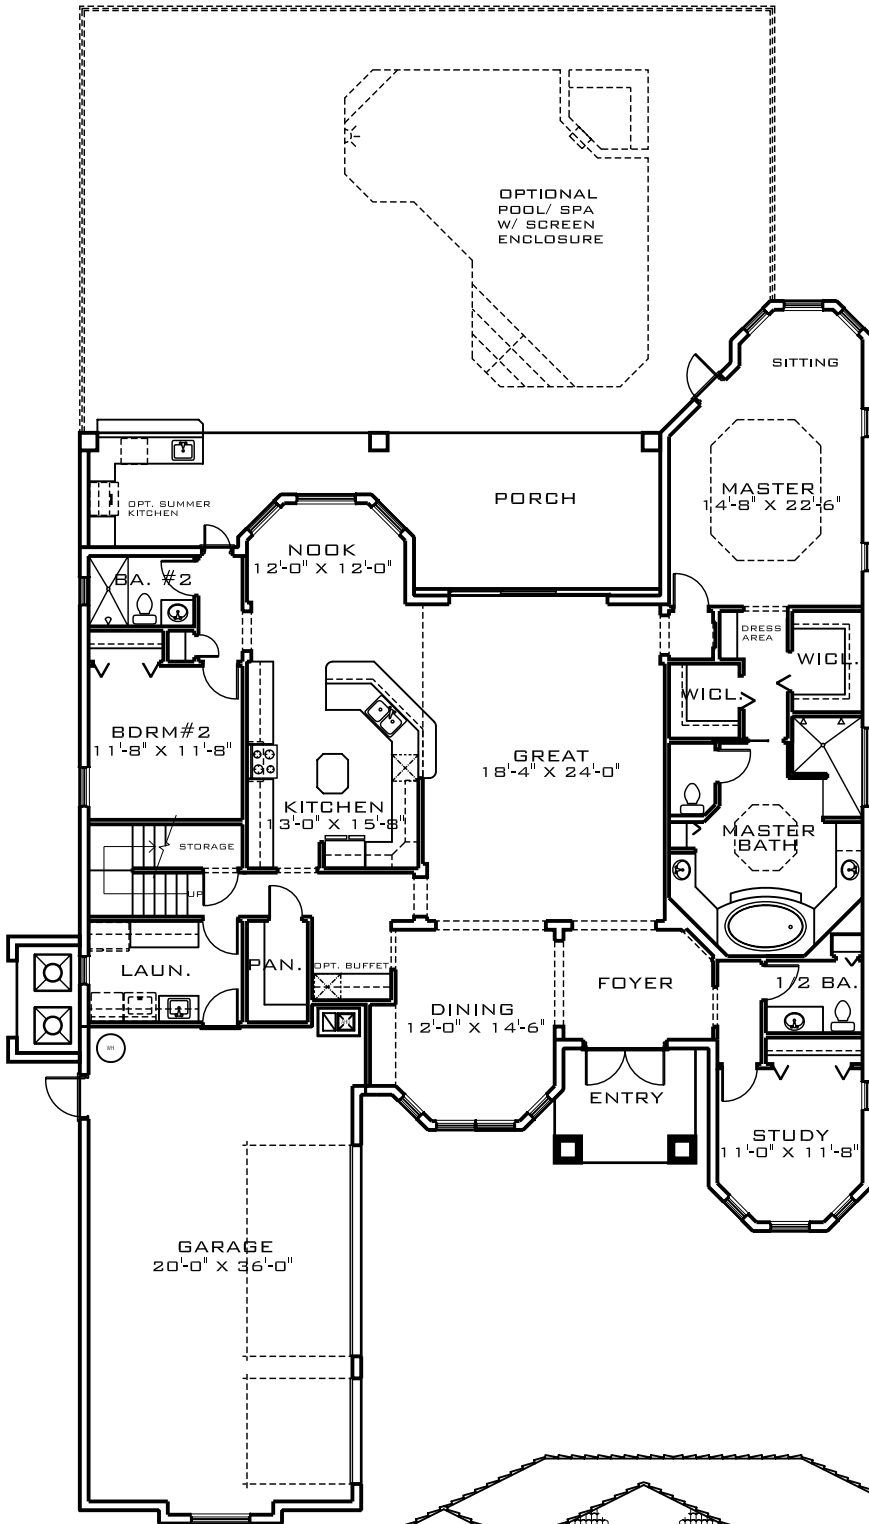 OPTIONAL
POOL/ SPA
W/ SCREEN
ENCLOSURE
SITTING
MASTER
14'-8" X 22'-6"
PORCH
OPT. SUMMER
KITCHEN
NOOK
12'-0" X 12'-0"
BA. #2
DRESS
AREA
WICL.
WICL.
BDRM#2
11'-8" X 11'-8"
GREAT
18'-4" X 24'-0"
KITCHEN
13'-0" X 15'-8"
MASTER
BATH
STORAGE
UP
LAUN.
PAN.
OPT. BUFFET
FOYER
1/2 BA.
DINING
12'-0" X 14'-6"
WH
ENTRY
STUDY
11'-0" X 11'-8"
GARAGE
20'-0" X 36'-0"